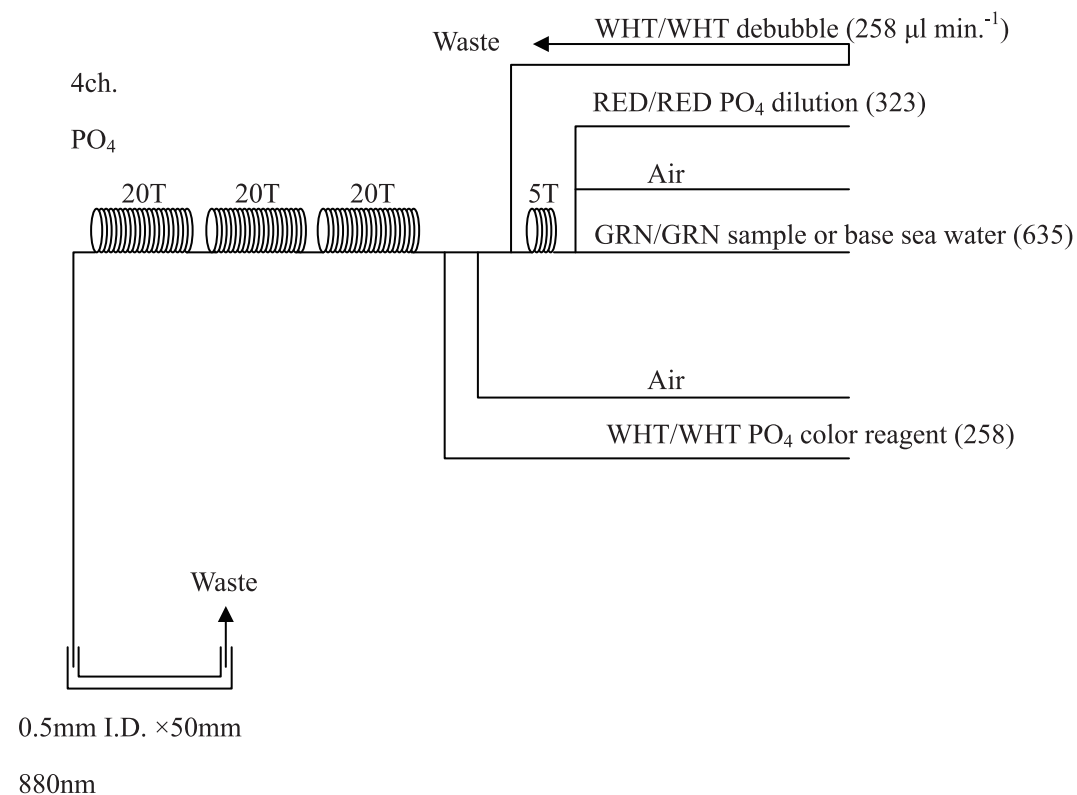 WHT/WHT debubble (258 μl min.-1)
Waste
4ch.
RED/RED PO4 dilution (323)
PO4
Air
20T 20T 20T 5T
GRN/GRN sample or base sea water (635)
Air
WHT/WHT PO4 color reagent (258)
Waste
0.5mm I.D. ×50mm
880nm